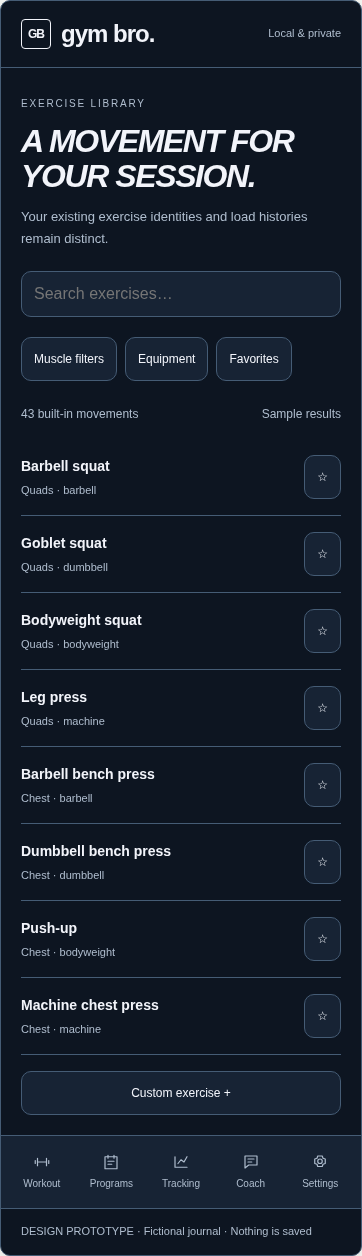 GB gym bro. Local & private
EXERCISE LIBRARY
A MOVEMENT FOR
YOUR SESSION.
Your existing exercise identities and load histories
remain distinct.
Search exercises…
Muscle filters Equipment Favorites
43 built-in movements Sample results
Barbell squat
Quads · barbell
☆
Goblet squat
Quads · dumbbell
☆
Bodyweight squat
Quads · bodyweight
☆
Leg press
Quads · machine
☆
Barbell bench press
Chest · barbell
☆
Dumbbell bench press
Chest · dumbbell
☆
Push-up
Chest · bodyweight
☆
Machine chest press
Chest · machine
☆
Custom exercise +
Workout Programs Tracking Coach Settings
DESIGN PROTOTYPE · Fictional journal · Nothing is saved